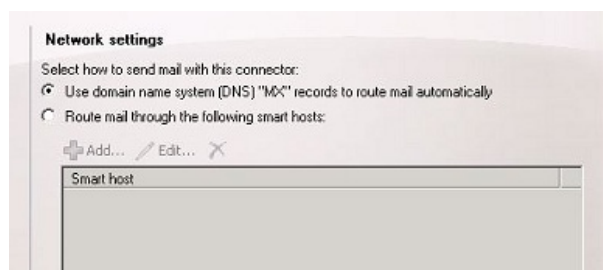 Network settings
Select how to send mail with this connector:
Use domain name system (DNS) "MX" records to route mail automatically
Route mail through the following smart hosts:
Add... Edit...
Smart host